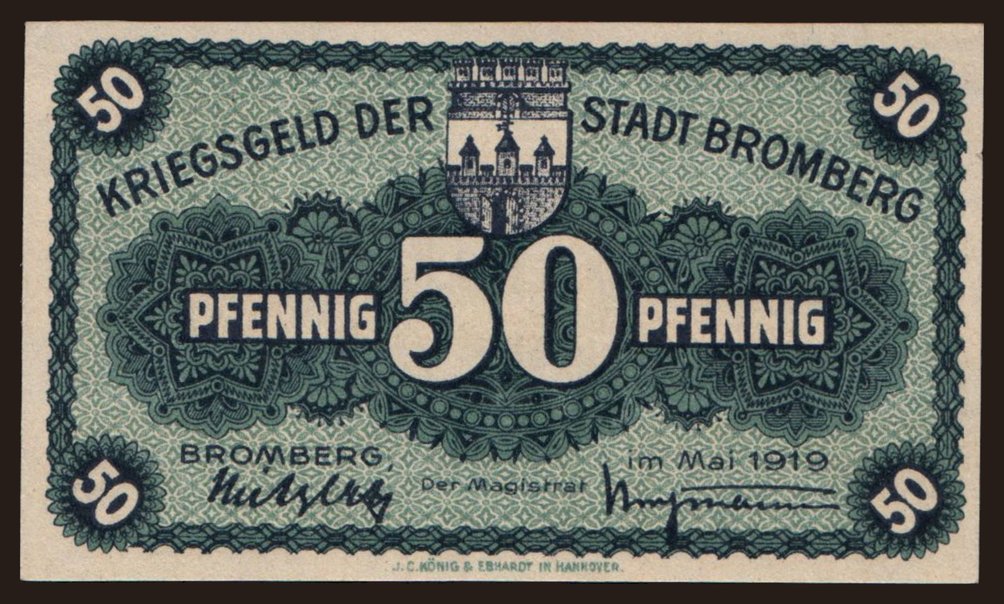 50 50
KRIEGSGELD DER STADT BROMBERG
PFENNIG 50 PFENNIG
BROMBERG, im Mai 1919
Der Magistrat
50 50
J.C. KÖNIG & EBHARDT IN HANNOVER.